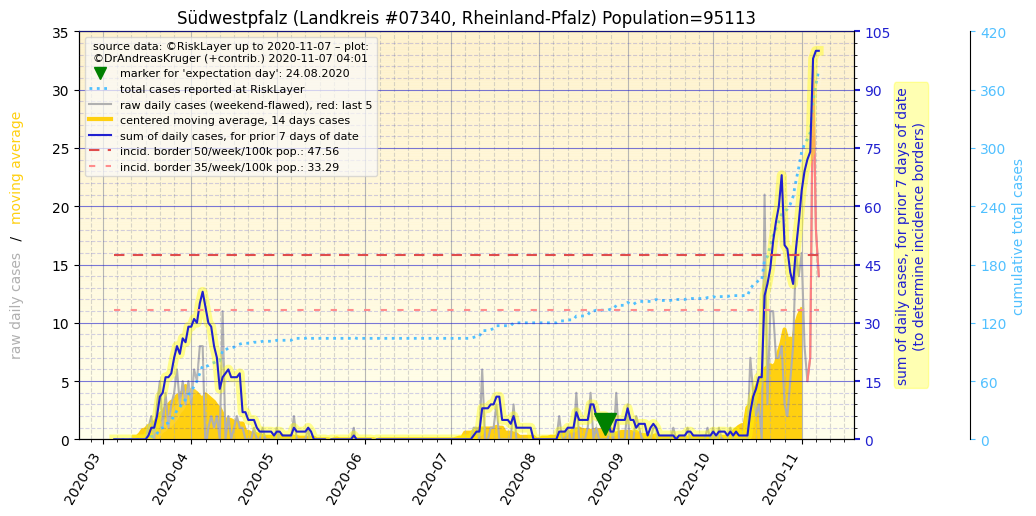 Südwestpfalz (Landkreis #07340, Rheinland-Pfalz) Population=95113
source data: ©RiskLayer up to 2020-11-07 – plot:
©DrAndreasKruger (+contrib.) 2020-11-07 04:01
marker for 'expectation day': 24.08.2020
total cases reported at RiskLayer
raw daily cases (weekend-flawed), red: last 5
centered moving average, 14 days cases
sum of daily cases, for prior 7 days of date
incid. border 50/week/100k pop.: 47.56
incid. border 35/week/100k pop.: 33.29
raw daily cases / moving average
35
30
25
20
15
10
5
0
2020-03
2020-04
2020-05
2020-06
2020-07
2020-08
2020-09
2020-10
2020-11
105
90
75
60
45
30
15
0
sum of daily cases, for prior 7 days of date
(to determine incidence borders)
420
360
300
240
180
120
60
0
cumulative total cases